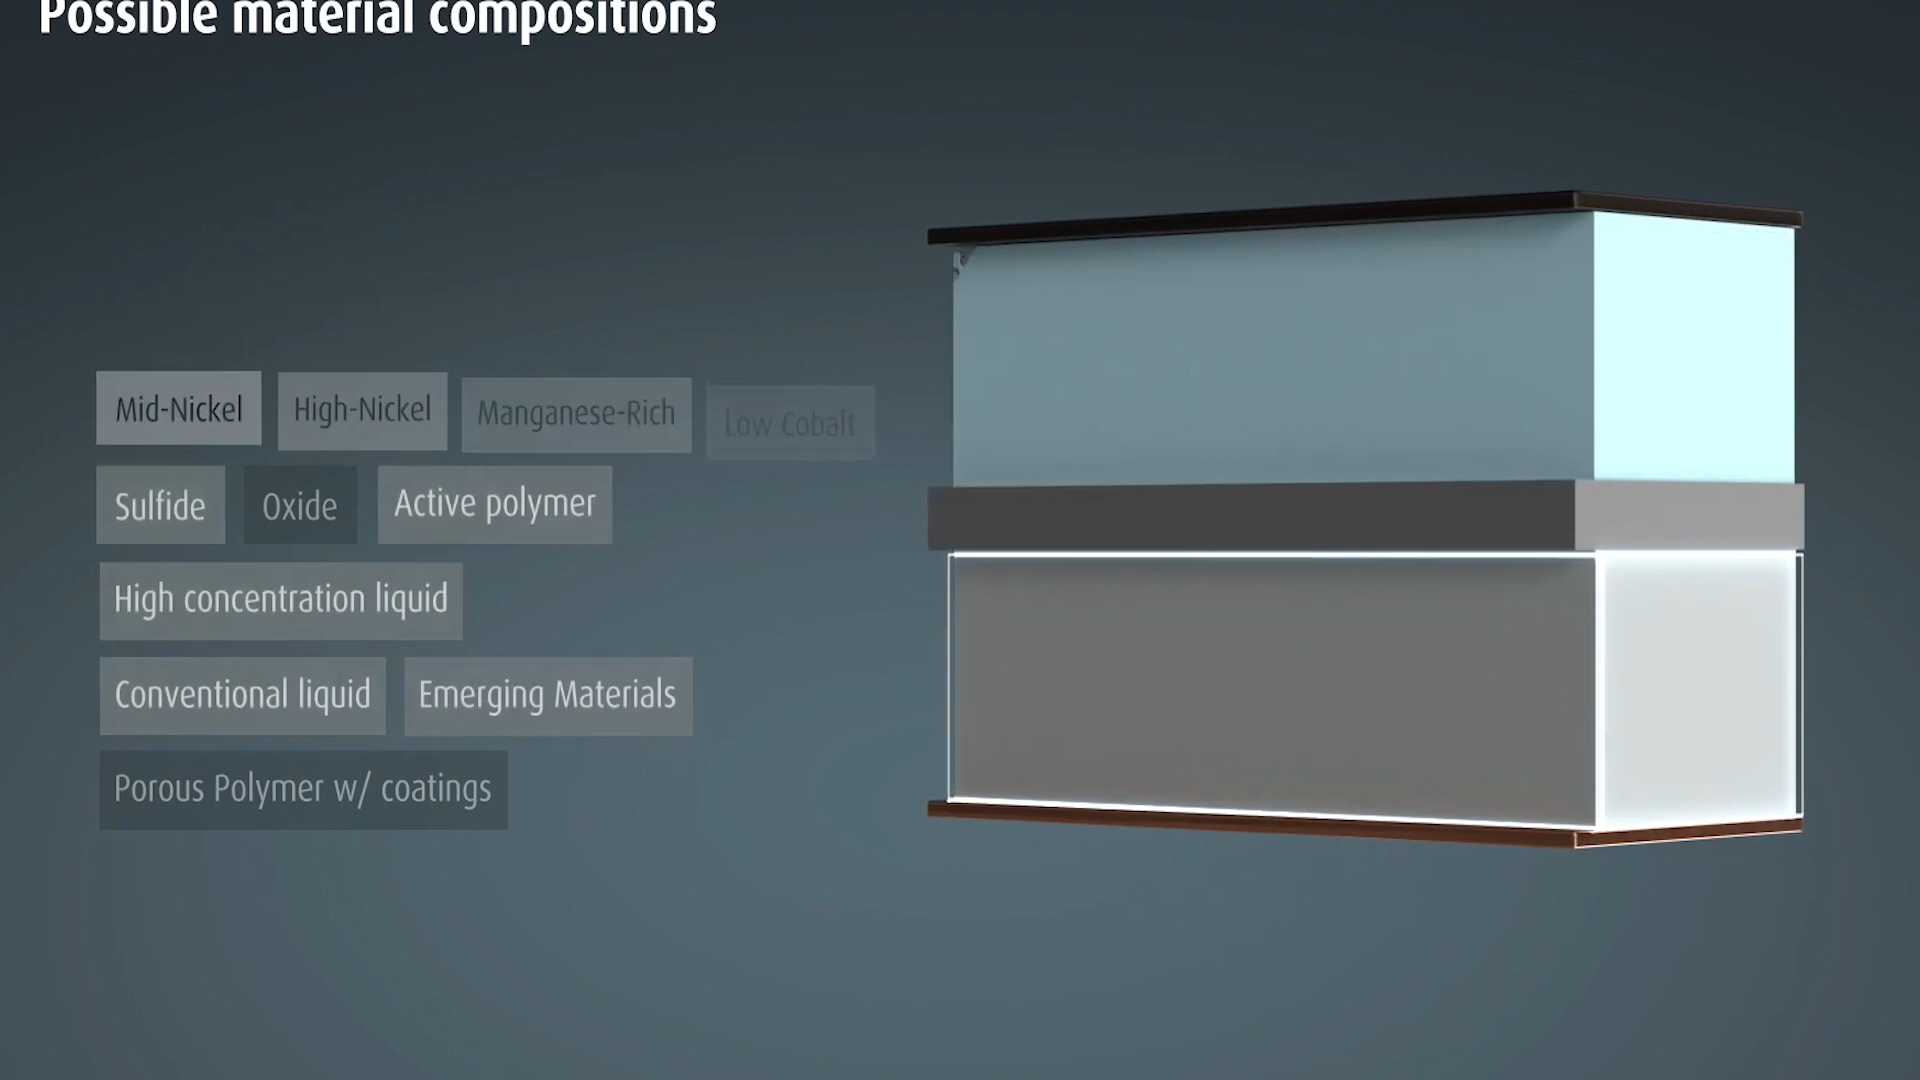 Possible material compositions
Mid-Nickel High-Nickel Manganese-Rich Low Cobalt
Sulfide Oxide Active polymer
High concentration liquid
Conventional liquid Emerging Materials
Porous Polymer w/ coatings